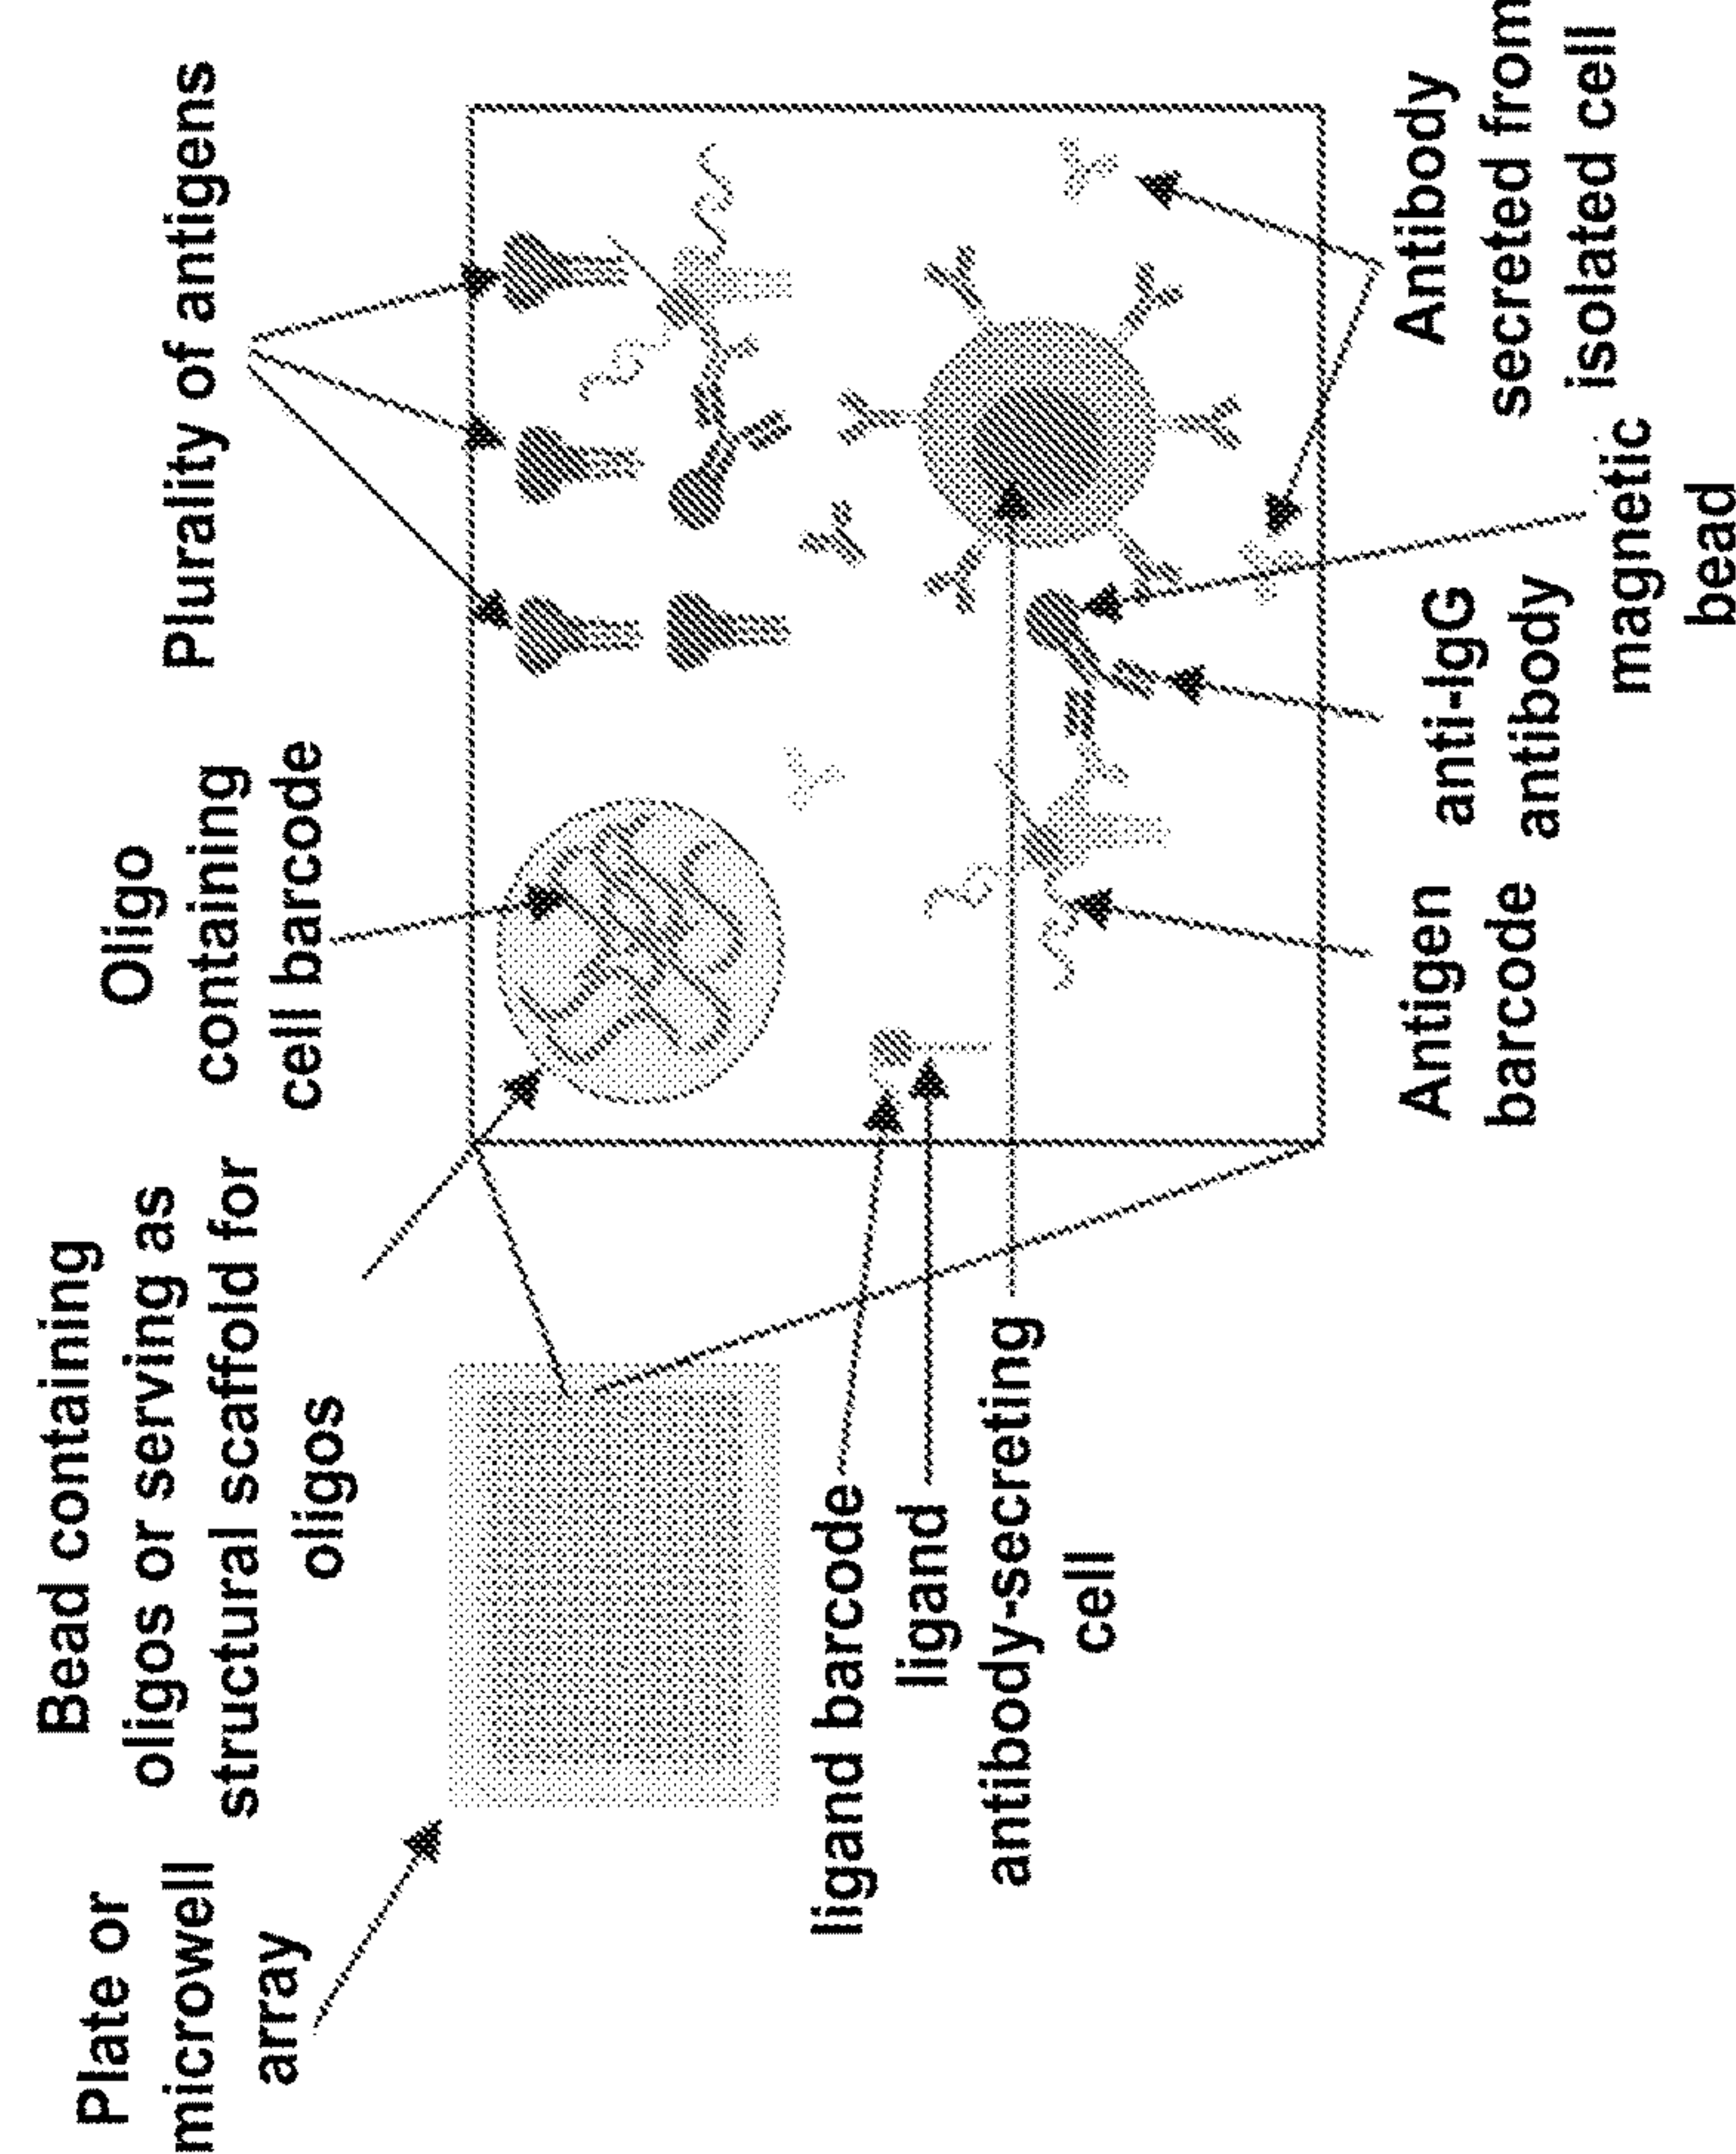 Plate or
microwell
array
Bead containing
oligos or serving as
structural scaffold for
oligos
Oligo
containing
cell barcode
Plurality of antigens
ligand barcode
ligand
antibody-secreting
cell
Antigen
barcode
anti-IgG
antibody
magnetic
bead
Antibody
secreted from
isolated cell